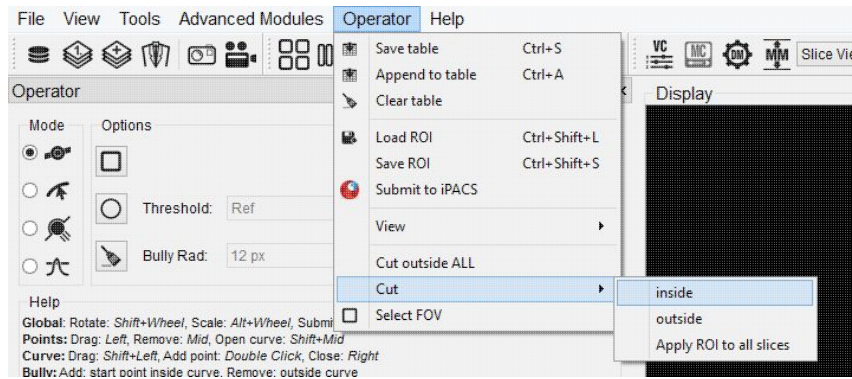 File View Tools Advanced Modules Operator Help
VC MC DM MM Slice Vie
Operator
Display
Mode Options
Threshold: Ref
Bully Rad: 12 px
Save table Ctrl+S
Append to table Ctrl+A
Clear table
Load ROI Ctrl+Shift+L
Save ROI Ctrl+Shift+S
Submit to iPACS
View
Cut outside ALL
Cut
Select FOV
inside
outside
Apply ROI to all slices
Help
Global: Rotate: Shift+Wheel, Scale: Alt+Wheel, Submi
Points: Drag: Left, Remove: Mid, Open curve: Shift+Mid
Curve: Drag: Shift+Left, Add point: Double Click, Close: Right
Bully: Add: start point inside curve, Remove: outside curve